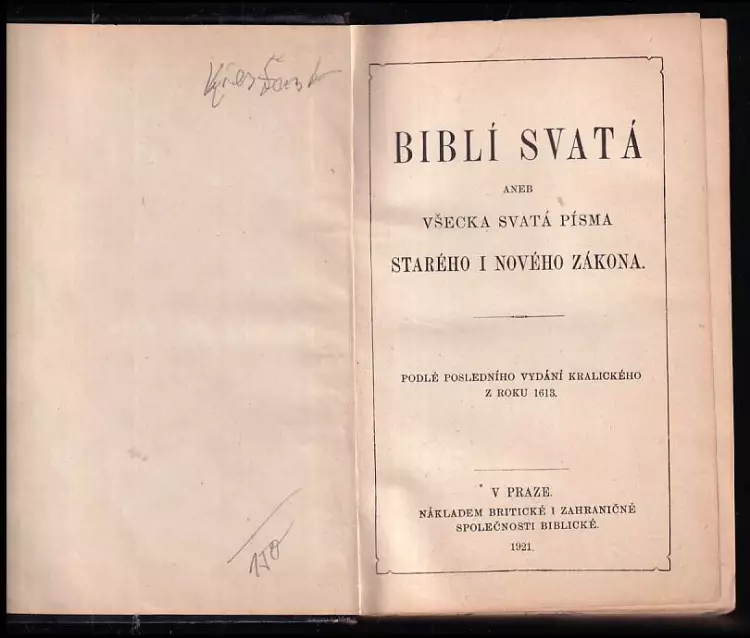 BIBLÍ SVATÁ
ANEB
VŠECKA SVATÁ PÍSMA
STARÉHO I NOVÉHO ZÁKONA.
PODLÉ POSLEDNÍHO VYDÁNÍ KRALICKÉHO
Z ROKU 1613.
V PRAZE.
NÁKLADEM BRITICKÉ I ZAHRANIČNÉ
SPOLEČNOSTI BIBLICKÉ.
1921.
150